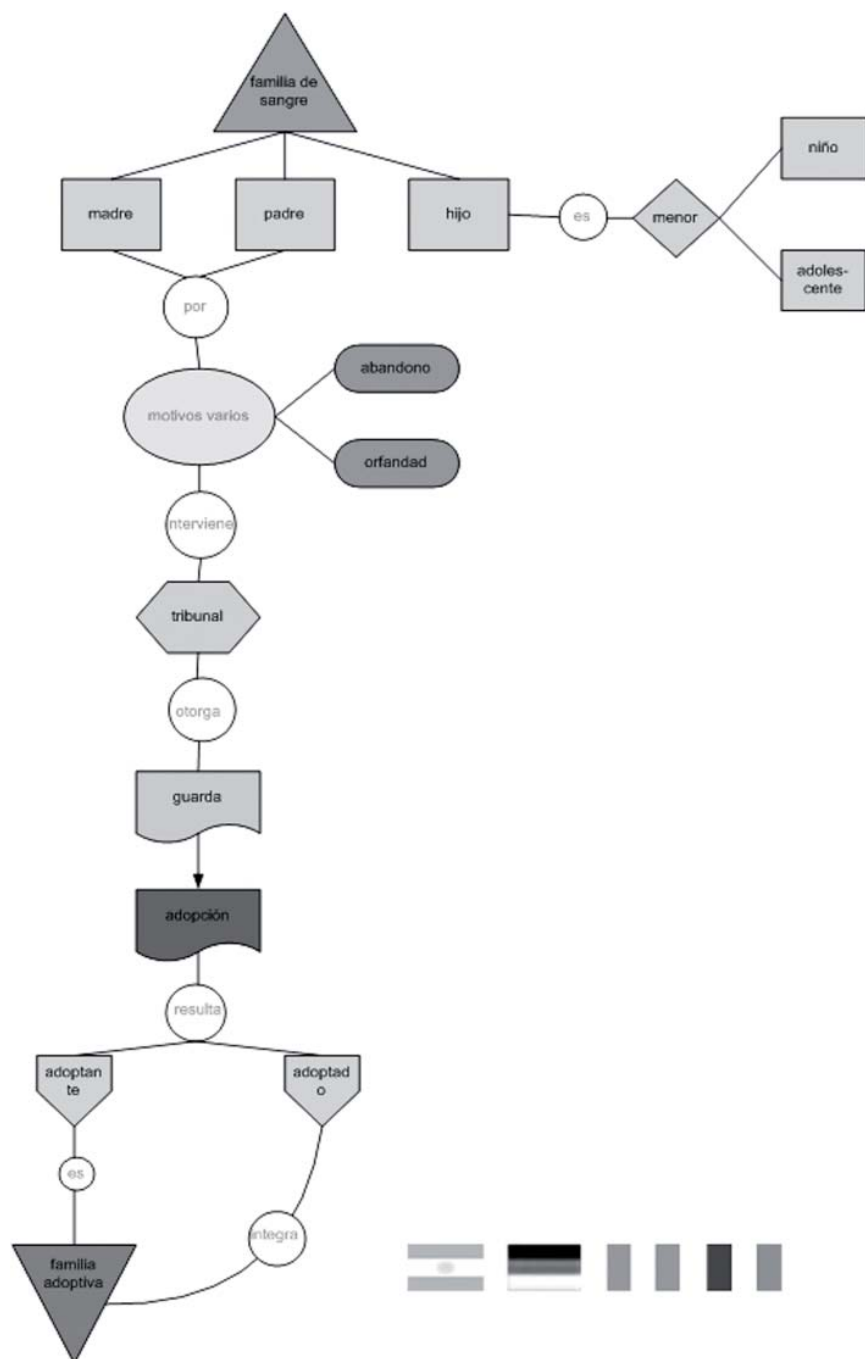 familia de
sangre
madre
padre
hijo
es
menor
niño
adoles-
cente
por
motivos varios
abandono
orfandad
nterviene
tribunal
otorga
guarda
adopción
resulta
adoptan
te
adoptad
o
es
integra
familia
adoptiva